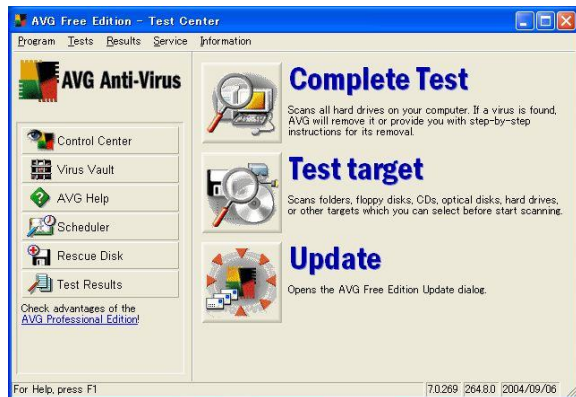 AVG Free Edition - Test Center
Program Tests Results Service Information
AVG Anti-Virus
Control Center
Virus Vault
AVG Help
Scheduler
Rescue Disk
Test Results
Check advantages of the
AVG Professional Edition!
Complete Test
Scans all hard drives on your computer. If a virus is found,
AVG will remove it or provide you with step-by-step
instructions for its removal.
Test target
Scans folders, floppy disks, CDs, optical disks, hard drives,
or other targets which you can select before start scanning.
Update
Opens the AVG Free Edition Update dialog.
For Help, press F1
7.0.269 264.8.0 2004/09/06